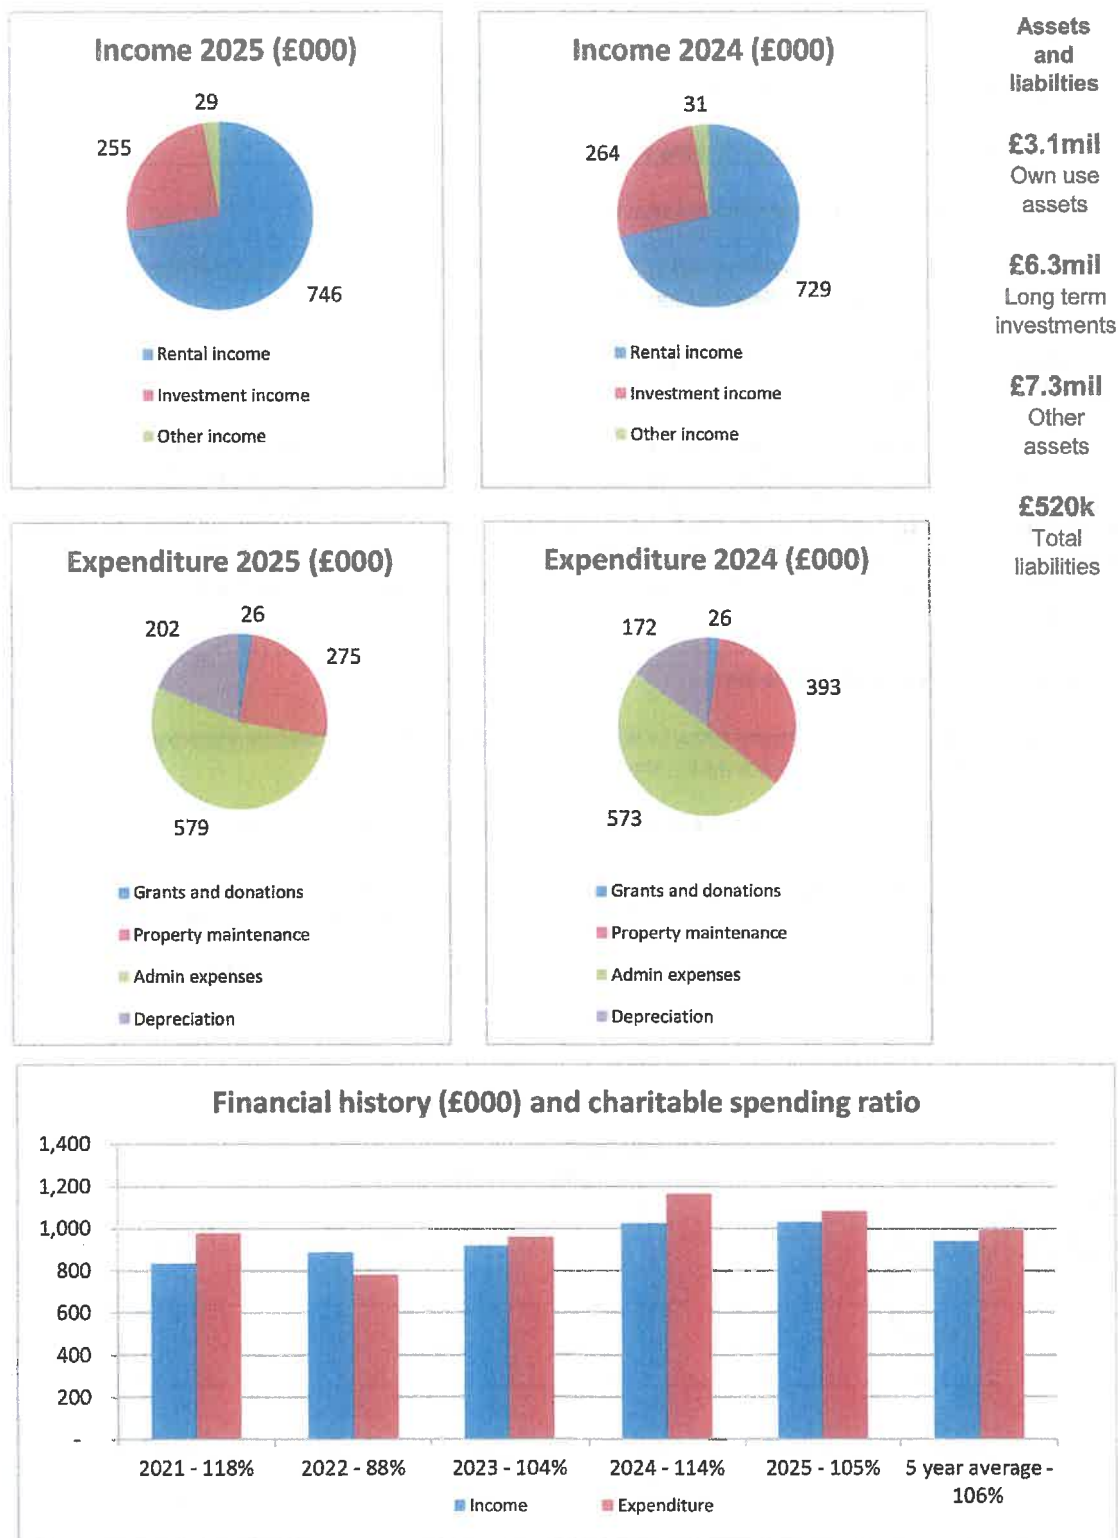 Income 2025 (£000)
29
255
746
Rental income
Investment income
Other income
Income 2024 (£000)
31
264
729
Rental income
Investment income
Other income
Assets
and
liabilties
£3.1mil
Own use
assets
£6.3mil
Long term
investments
£7.3mil
Other
assets
£520k
Total
liabilities
Expenditure 2025 (£000)
26
202
275
579
Grants and donations
Property maintenance
Admin expenses
Depreciation
Expenditure 2024 (£000)
26
172
393
573
Grants and donations
Property maintenance
Admin expenses
Depreciation
Financial history (£000) and charitable spending ratio
1,400
1,200
1,000
800
600
400
200
-
2021 - 118% 2022 - 88% 2023 - 104% 2024 - 114% 2025 - 105% 5 year average -
106%
Income Expenditure